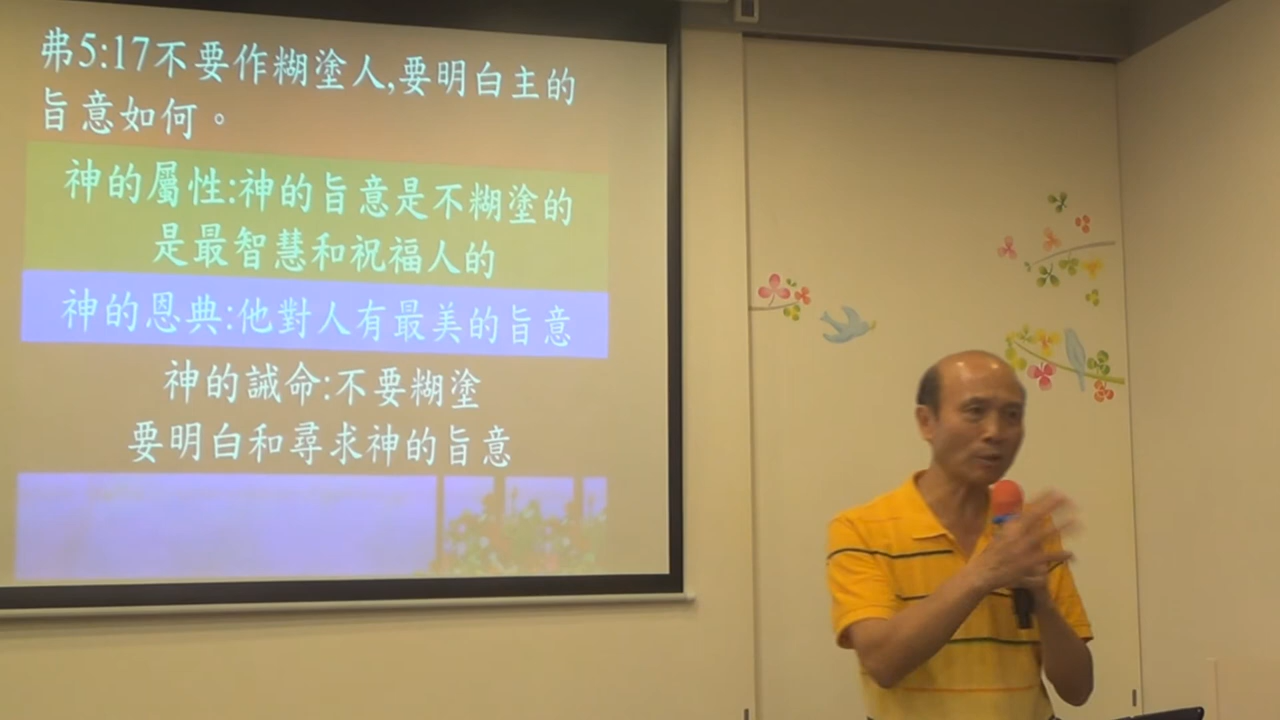 弗5:17不要作糊塗人,要明白主的
旨意如何。
神的屬性:神的旨意是不糊塗的
是最智慧和祝福人的
神的恩典:他對人有最美的旨意
神的誡命:不要糊塗
要明白和尋求神的旨意